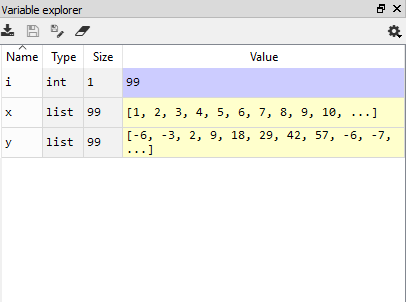 Variable explorer
Name Type Size Value
i int 1 99
x list 99 [1, 2, 3, 4, 5, 6, 7, 8, 9, 10, ...]
y list 99 [-6, -3, 2, 9, 18, 29, 42, 57, -6, -7,
...]